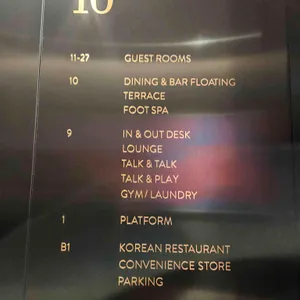 10
11-27 GUEST ROOMS
10 DINING & BAR FLOATING
TERRACE
FOOT SPA
9 IN & OUT DESK
LOUNGE
TALK & TALK
TALK & PLAY
GYM / LAUNDRY
1 PLATFORM
B1 KOREAN RESTAURANT
CONVENIENCE STORE
PARKING